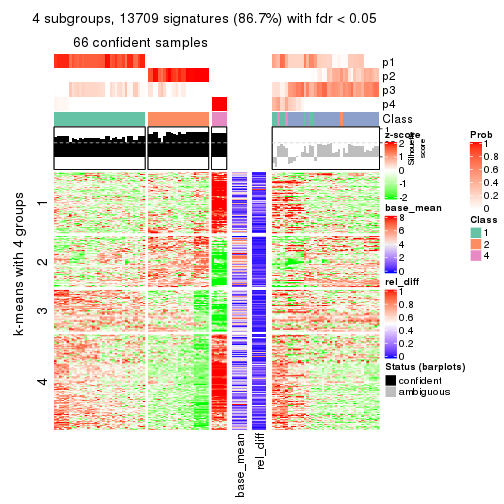 4 subgroups, 13709 signatures (86.7%) with fdr < 0.05
66 confident samples
p1
p2
p3
p4
Class
1
Silhouette
score
k-means with 4 groups
1
2
3
4
base_mean
rel_diff
z-score
2
1
0
-1
-2
base_mean
8
6
4
2
0
rel_diff
1
0.8
0.6
0.4
0.2
0
Status (barplots)
confident
ambiguous
Prob
1
0.8
0.6
0.4
0.2
0
Class
1
2
4